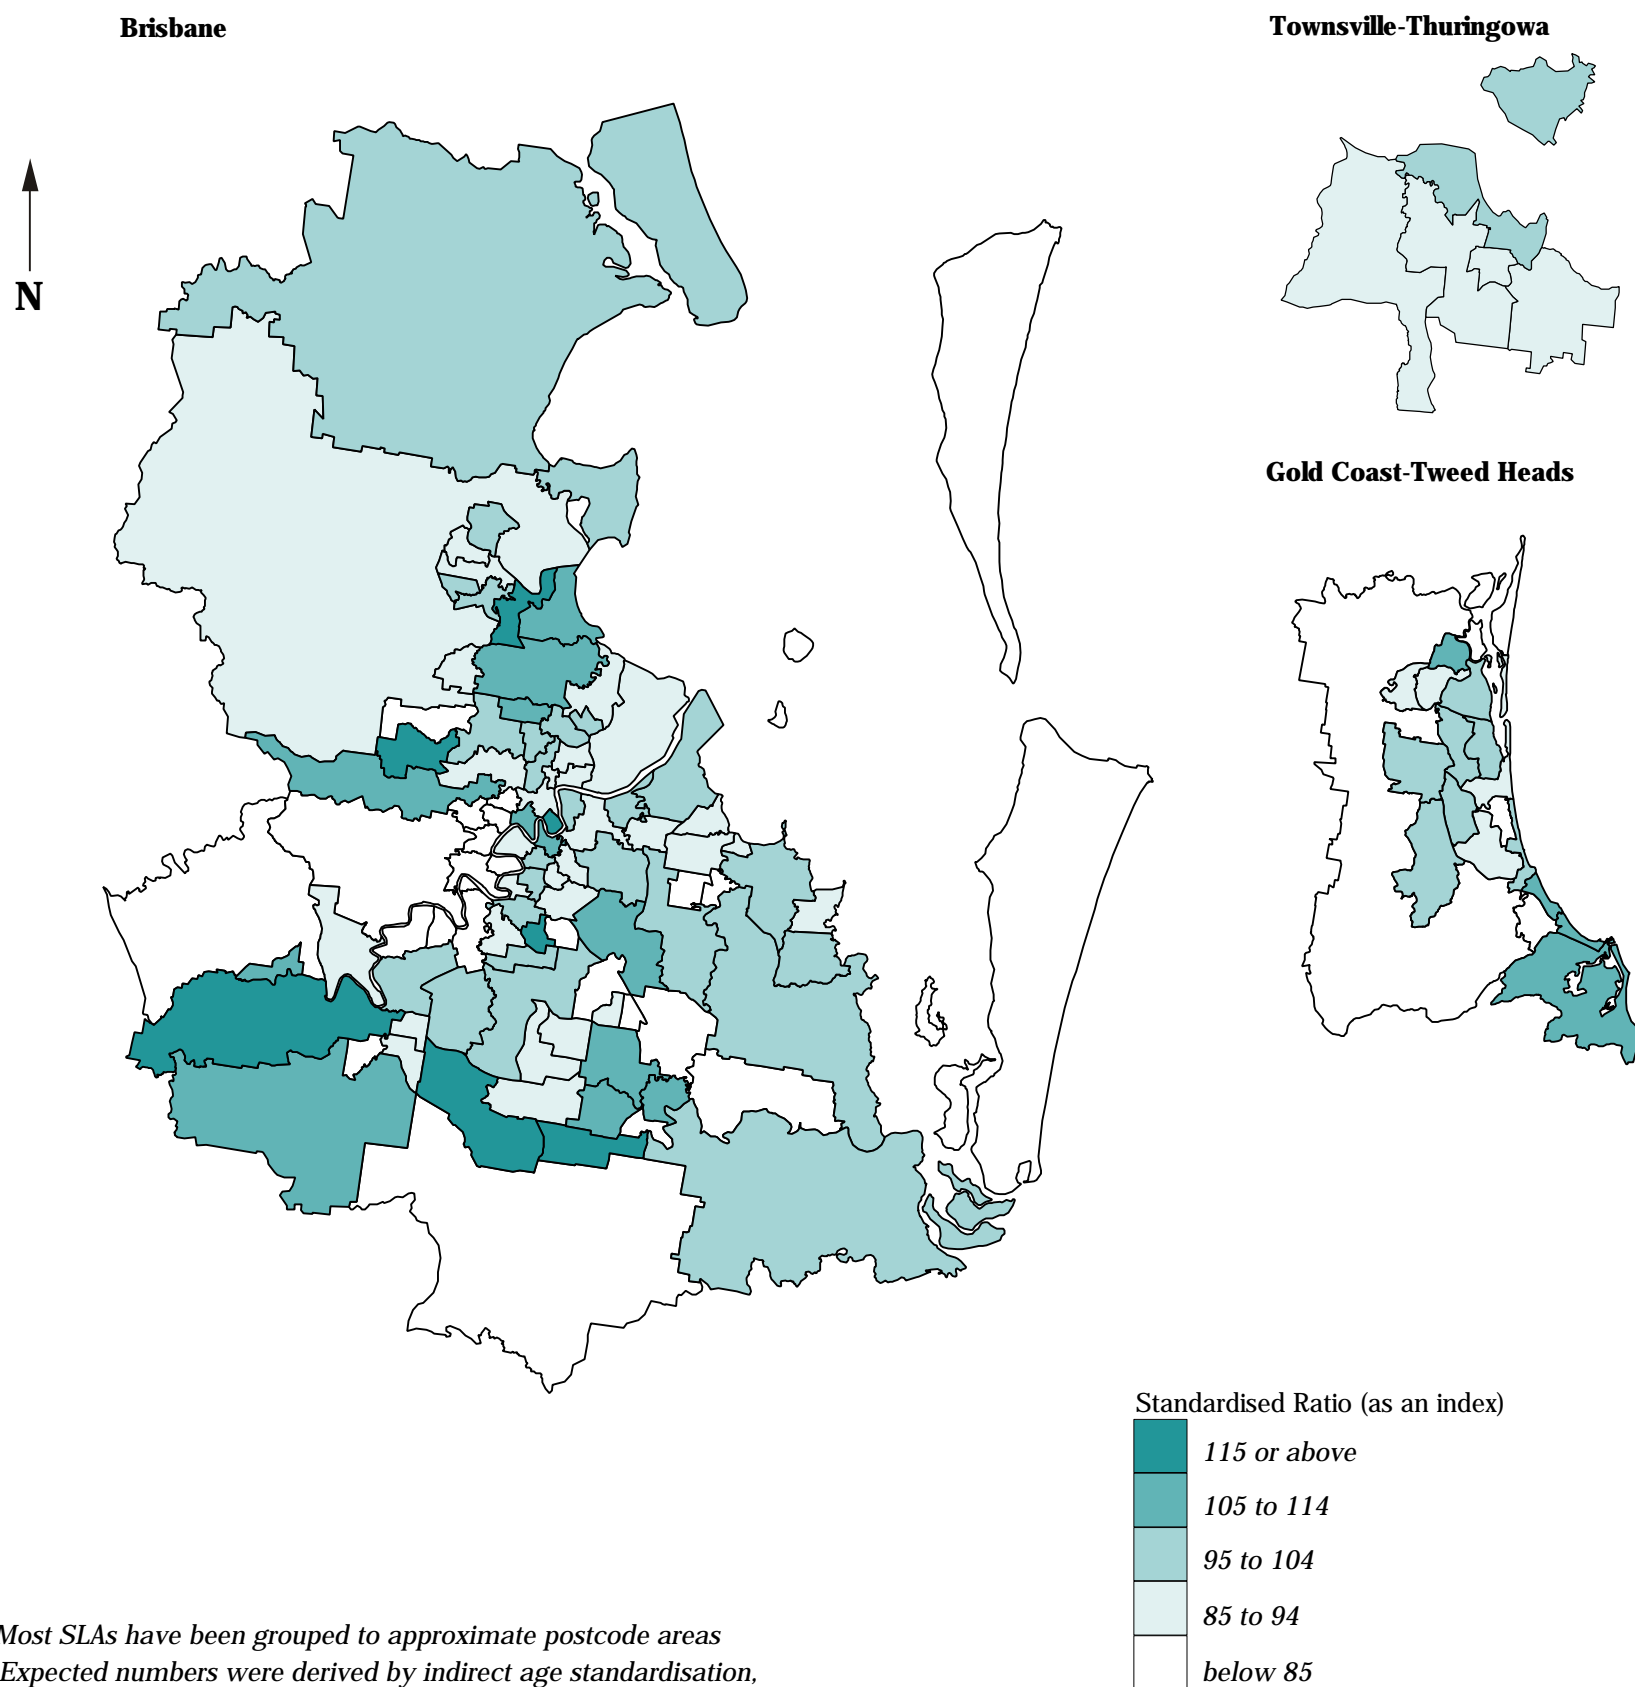 Brisbane
Townsville-Thuringowa
N
Gold Coast-Tweed Heads
Standardised Ratio (as an index)
115 or above
105 to 114
95 to 104
85 to 94
below 85
Most SLAs have been grouped to approximate postcode areas
Expected numbers were derived by indirect age standardisation,